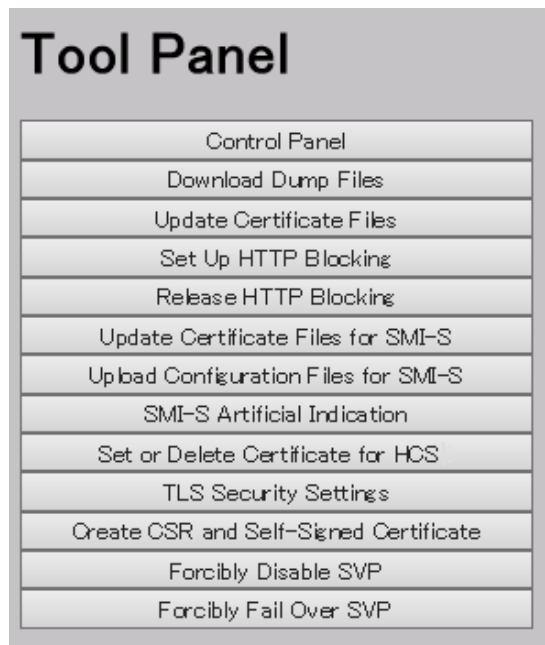 Tool Panel
Control Panel
Download Dump Files
Update Certificate Files
Set Up HTTP Blocking
Release HTTP Blocking
Update Certificate Files for SMI-S
Upload Configuration Files for SMI-S
SMI-S Artificial Indication
Set or Delete Certificate for HCS
TLS Security Settings
Create CSR and Self-Signed Certificate
Forcibly Disable SVP
Forcibly Fail Over SVP